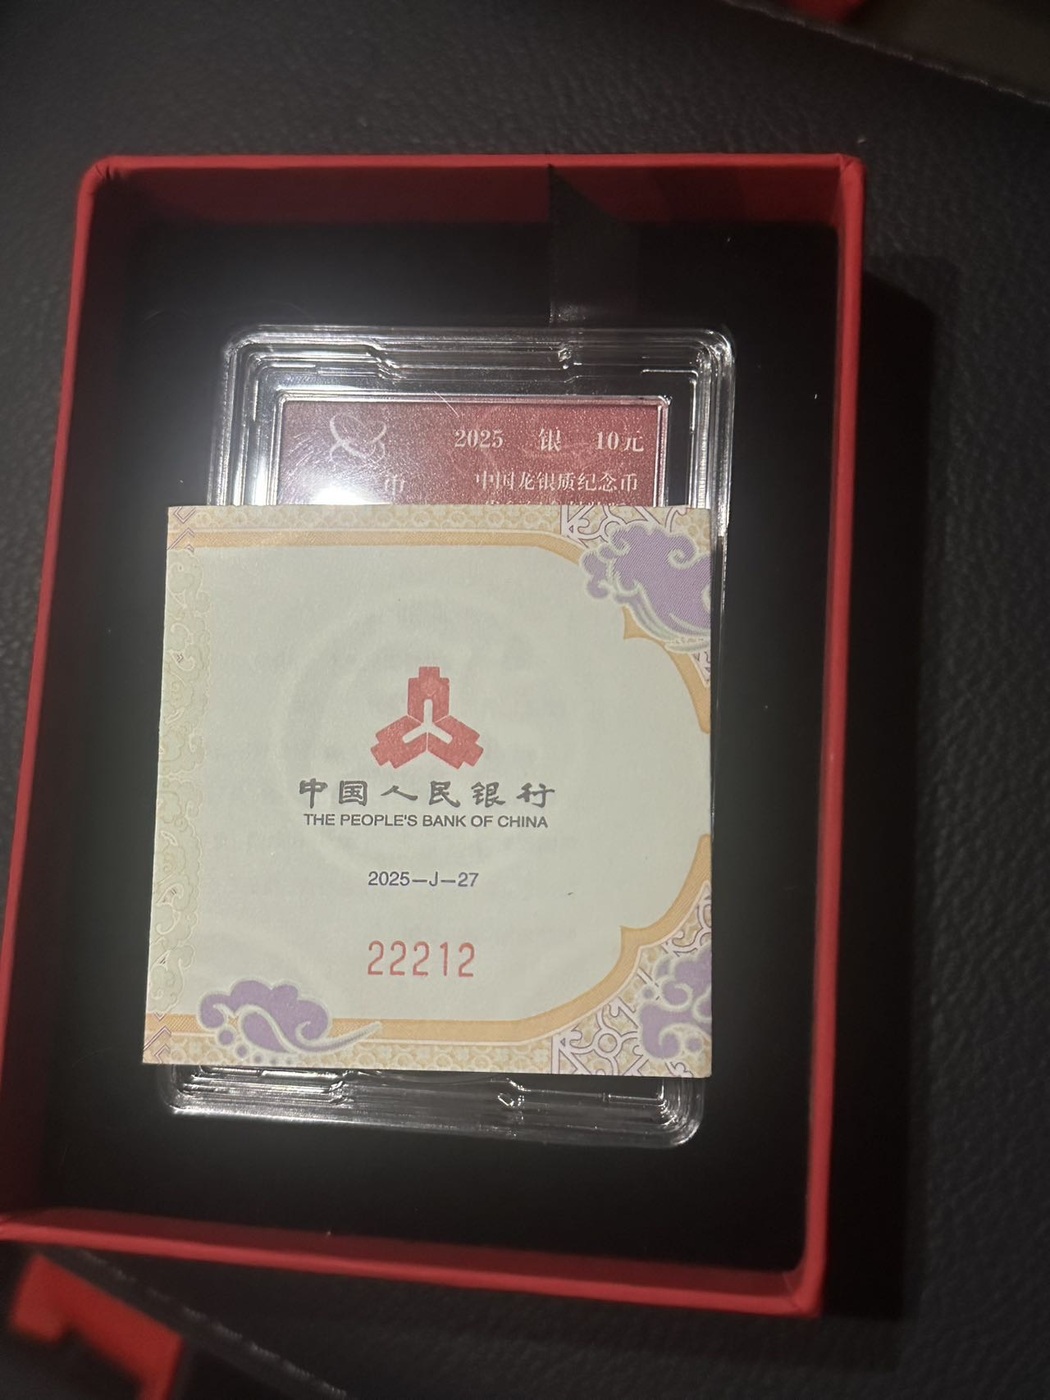 2025 银 10元
币 中国龙银质纪念币
中国人民银行
THE PEOPLE'S BANK OF CHINA
2025—J—27
22212